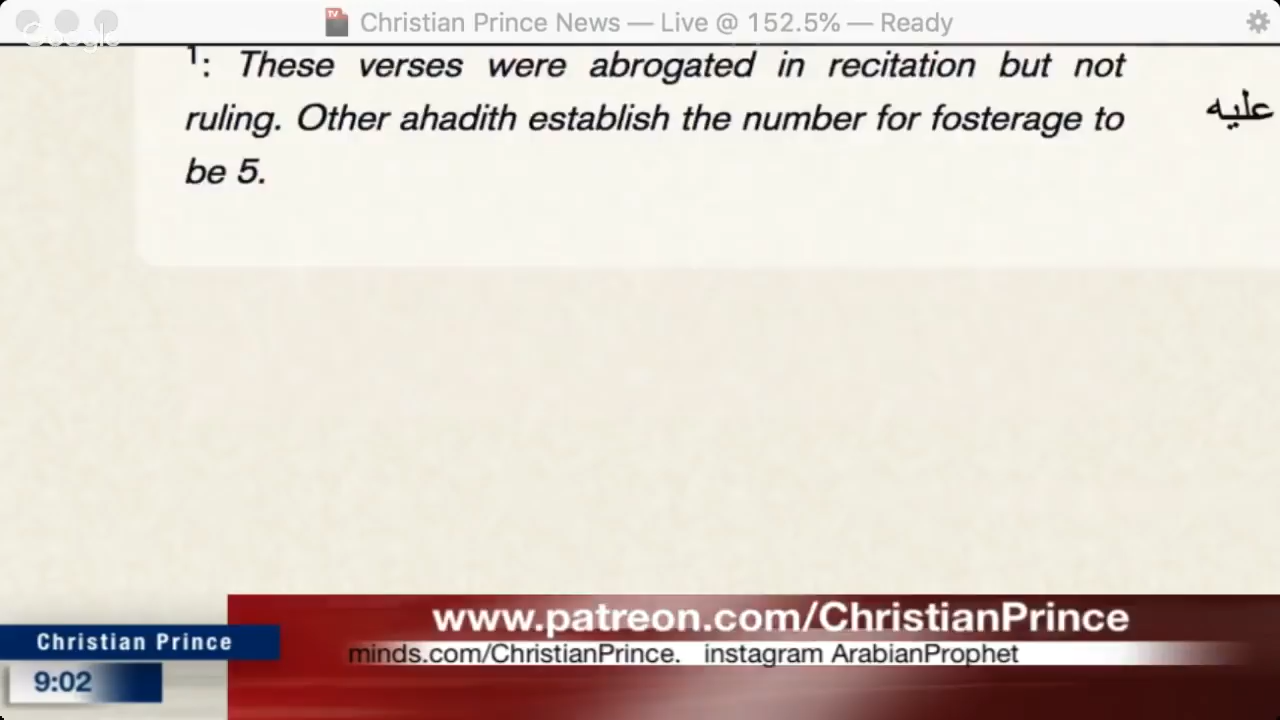 Christian Prince News — Live @ 152.5% — Ready
Google
1: These verses were abrogated in recitation but not
ruling. Other ahadith establish the number for fosterage to
be 5.
عليه
www.patreon.com/ChristianPrince
Christian Prince
minds.com/ChristianPrince. instagram ArabianProphet
9:02